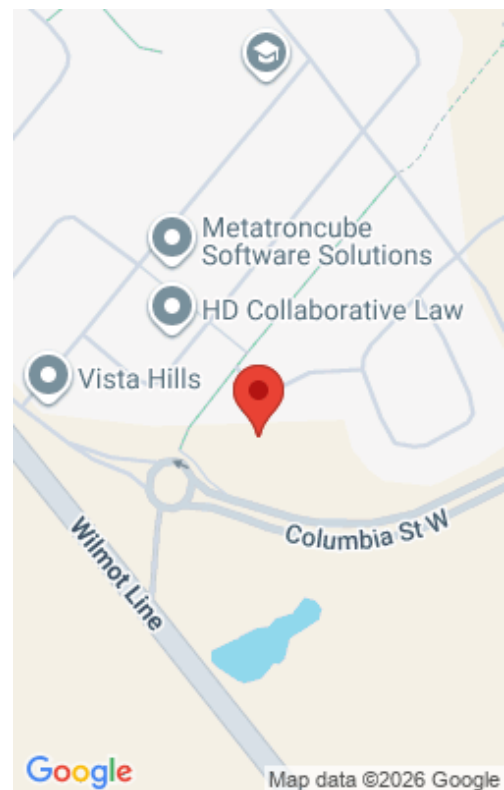 Metatroncube
Software Solutions
HD Collaborative Law
Vista Hills
Columbia St W
Wilmot Line
Google
Map data ©2026 Google